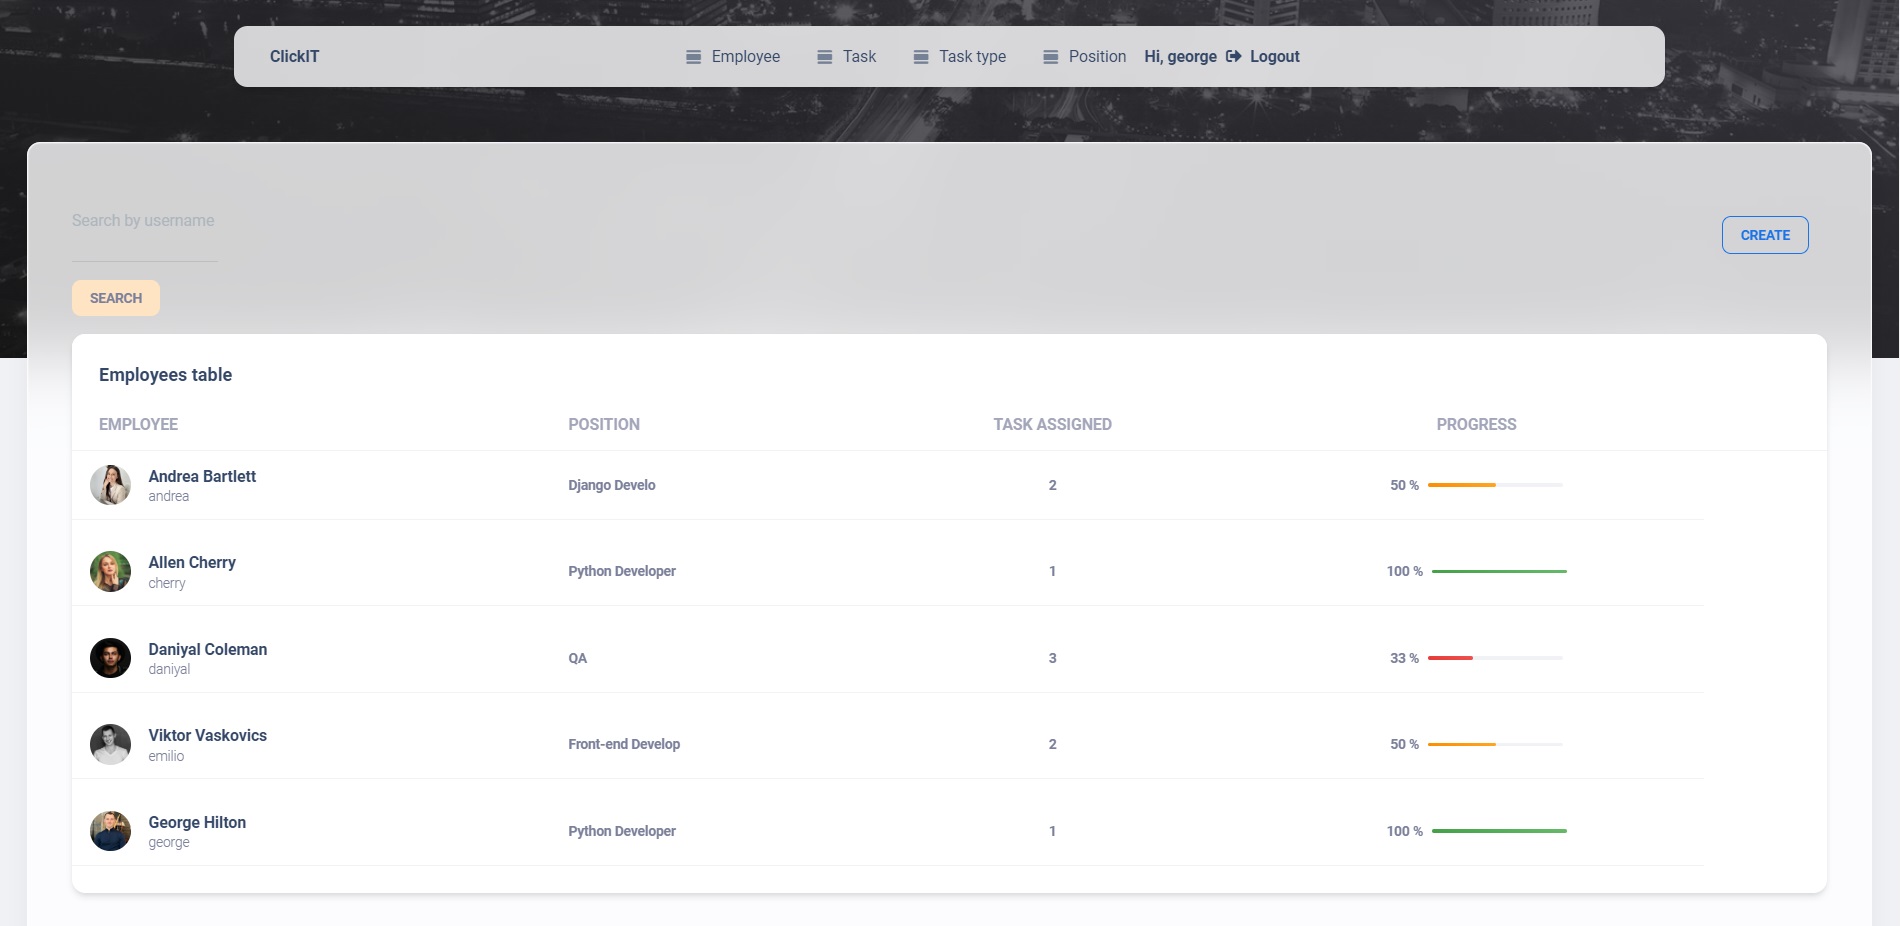 ClickIT Employee Task Task type Position Hi, george Logout
Search by username
CREATE
SEARCH
Employees table
EMPLOYEE POSITION TASK ASSIGNED PROGRESS
Andrea Bartlett
andrea
Django Develo 2 50 %
Allen Cherry
cherry
Python Developer 1 100 %
Daniyal Coleman
daniyal
QA 3 33 %
Viktor Vaskovics
emilio
Front-end Develop 2 50 %
George Hilton
george
Python Developer 1 100 %